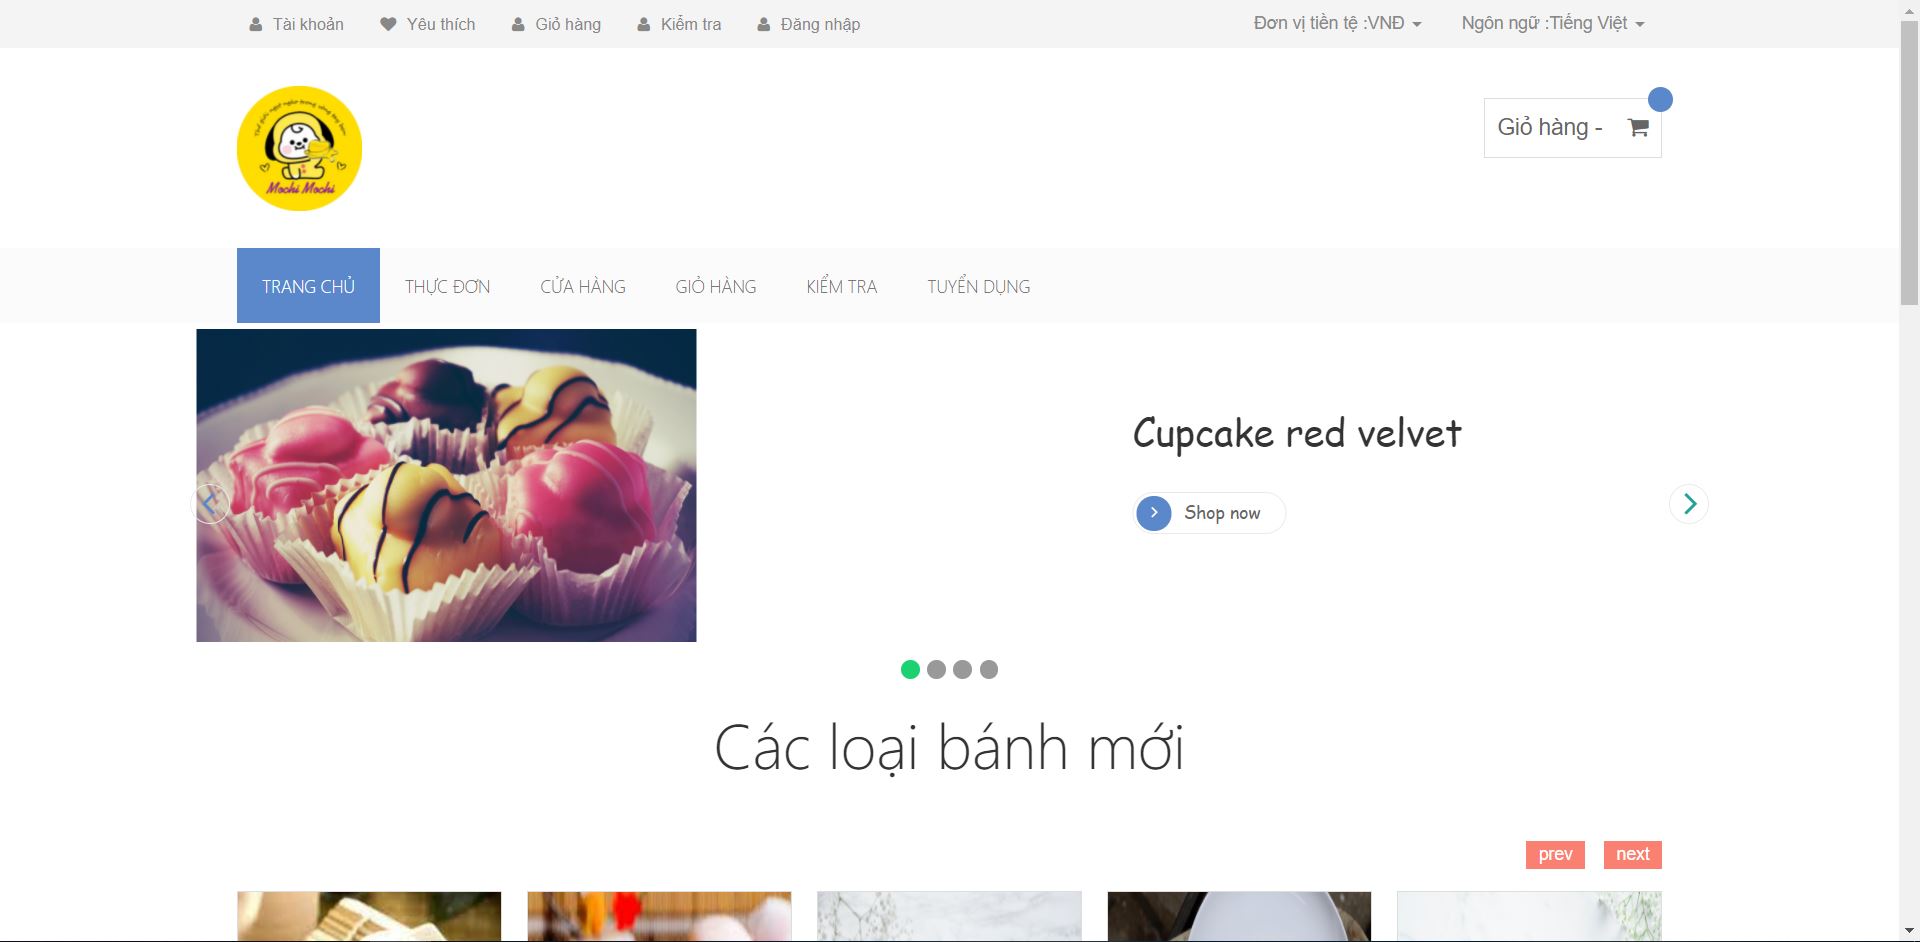 Tài khoản Yêu thích Giỏ hàng Kiểm tra Đăng nhập Đơn vị tiền tệ :VNĐ Ngôn ngữ :Tiếng Việt
Mochi Mochi
Giỏ hàng -
TRANG CHỦ THỰC ĐƠN CỬA HÀNG GIỎ HÀNG KIỂM TRA TUYỂN DỤNG
Cupcake red velvet
Shop now
Các loại bánh mới
prev next